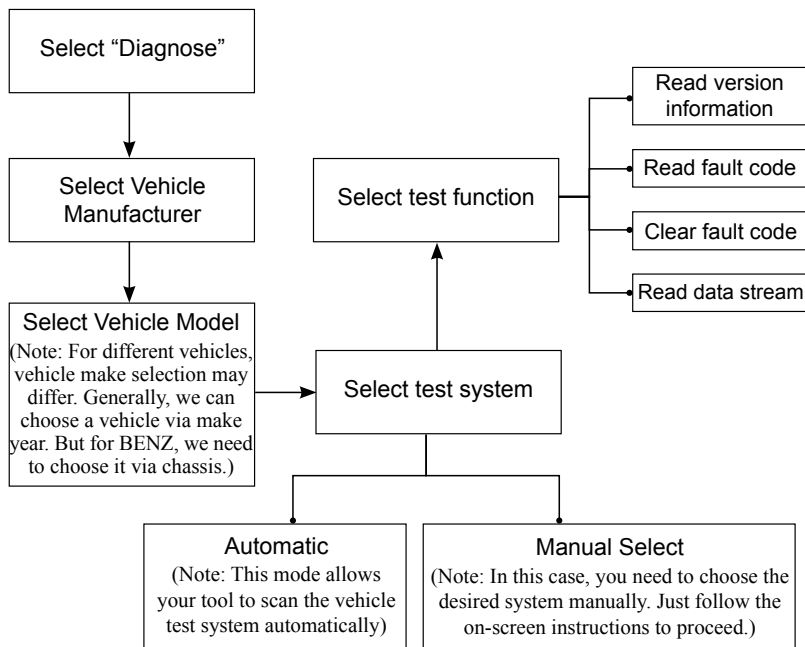 Select “Diagnose”
Select Vehicle
Manufacturer
Select Vehicle Model
(Note: For different vehicles,
vehicle make selection may
differ. Generally, we can
choose a vehicle via make
year. But for BENZ, we need
to choose it via chassis.)
Select test system
Automatic
(Note: This mode allows
your tool to scan the vehicle
test system automatically)
Manual Select
(Note: In this case, you need to choose the
desired system manually. Just follow the
on-screen instructions to proceed.)
Select test function
Read version
information
Read fault code
Clear fault code
Read data stream